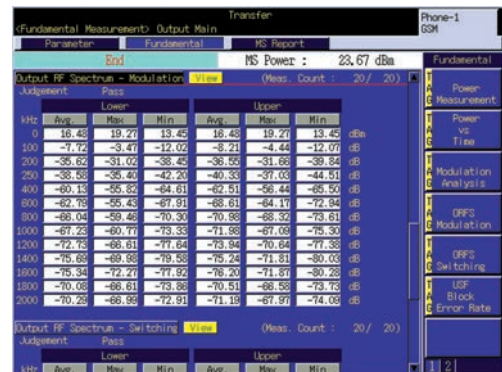 Transfer
Phone-1
GSM
<Fundamental Measurement> Output Main
Parameter Fundamental MS Report
End MS Power : 23.67 dBm
Fundamental
Output RF Spectrum - Modulation View (Meas. Count : 20/ 20)
Judgement Pass
Lower Upper
kHz Avg. Max Min Avg. Max Min
0 16.48 19.27 13.45 16.48 19.27 13.45 dBm
100 -7.72 -3.47 -12.02 -8.21 -4.44 -12.07 dB
200 -35.62 -31.02 -38.45 -36.55 -31.66 -39.84 dB
250 -38.58 -35.40 -42.20 -40.33 -37.03 -44.51 dB
400 -60.13 -55.82 -64.61 -62.51 -56.44 -65.50 dB
600 -62.79 -55.43 -67.91 -68.61 -64.17 -72.94 dB
800 -66.04 -59.46 -70.30 -70.98 -68.32 -73.61 dB
1000 -67.23 -60.77 -73.33 -71.98 -67.09 -75.30 dB
1200 -72.73 -66.61 -77.64 -73.94 -70.64 -77.38 dB
1400 -75.69 -69.98 -79.58 -75.24 -71.81 -80.03 dB
1600 -75.34 -72.27 -77.92 -76.20 -71.87 -80.28 dB
1800 -70.08 -66.61 -73.86 -70.51 -66.58 -73.73 dB
2000 -70.29 -66.99 -72.91 -71.19 -67.97 -74.09 dB
Output RF Spectrum - Switching View (Meas. Count : 20/ 20)
Judgement Pass
Lower Upper
kHz Avg. Max Min Avg. Max Min
TAG Power Measurement
TAG Power vs Time
TAG Modulation Analysis
TAG ORFS Modulation
TAG ORFS Switching
TAG USF Block Error Rate
1 2